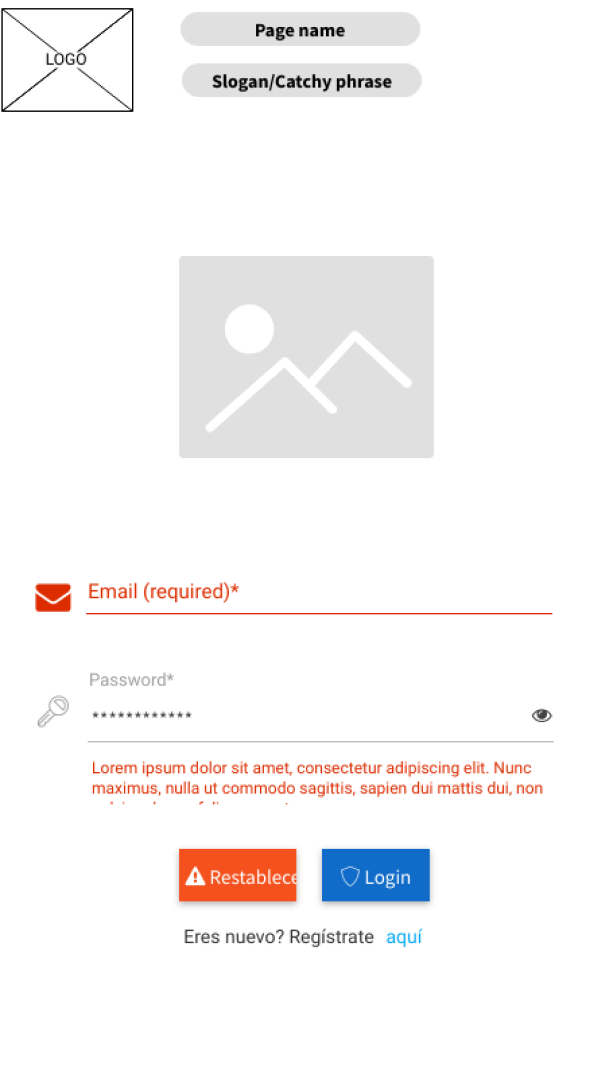 LOGO
Page name
Slogan/Catchy phrase
Email (required)*
Password*
************
Lorem ipsum dolor sit amet, consectetur adipiscing elit. Nunc
maximus, nulla ut commodo sagittis, sapien dui mattis dui, non
Restablece
Login
Eres nuevo? Regístrate aquí